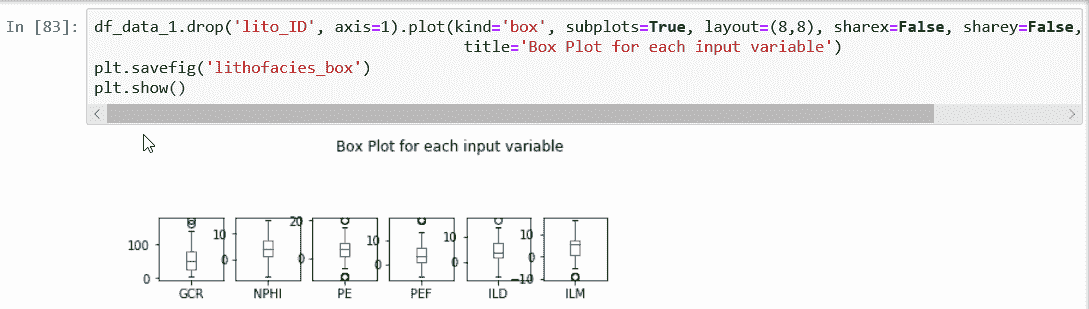 In [83]: df_data_1.drop('lito_ID', axis=1).plot(kind='box', subplots=True, layout=(8,8), sharex=False, sharey=False,
title='Box Plot for each input variable')
plt.savefig('lithofacies_box')
plt.show()
Box Plot for each input variable
100 0 10 0 20 0 10 0 10 0 10 0 −10
GCR NPHI PE PEF ILD ILM